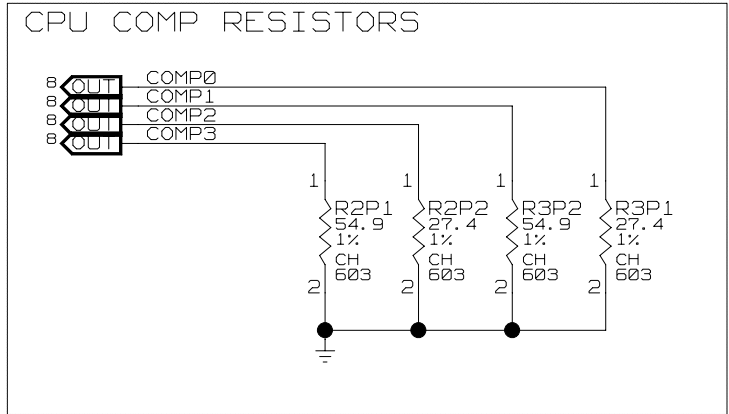 CPU COMP RESISTORS
8 OUT COMP0
8 OUT COMP1
8 OUT COMP2
8 OUT COMP3
1 1 1 1
R2P1 R2P2 R3P2 R3P1
54.9 27.4 54.9 27.4
1% 1% 1% 1%
CH CH CH CH
603 603 603 603
2 2 2 2